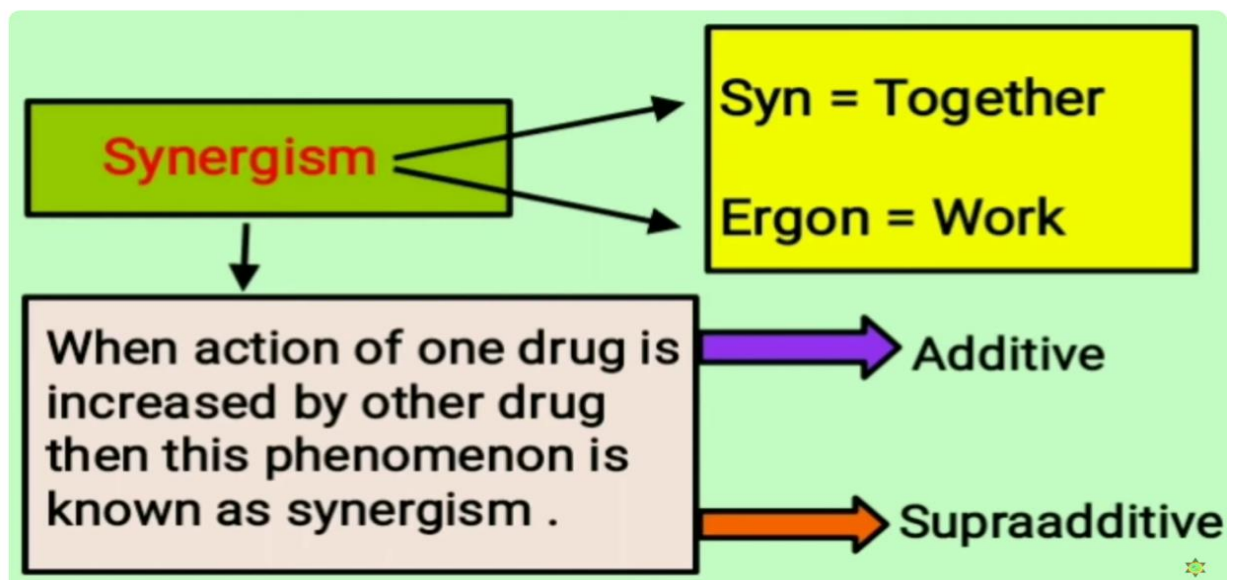 Synergism
Syn = Together
Ergon = Work
When action of one drug is
increased by other drug
then this phenomenon is
known as synergism .
Additive
Supraadditive